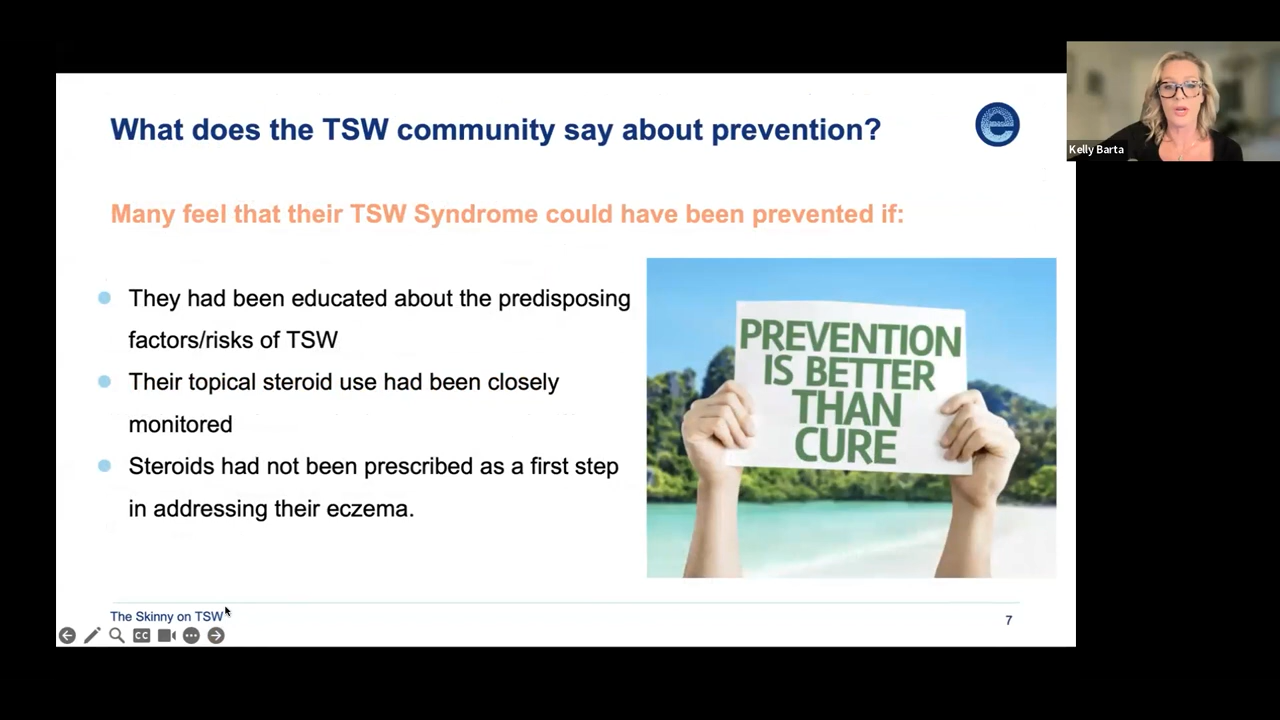 What does the TSW community say about prevention?
e
Kelly Barta
Many feel that their TSW Syndrome could have been prevented if:
They had been educated about the predisposing
factors/risks of TSW
Their topical steroid use had been closely
monitored
Steroids had not been prescribed as a first step
in addressing their eczema.
PREVENTION
IS BETTER
THAN
CURE
The Skinny on TSW
7
CC